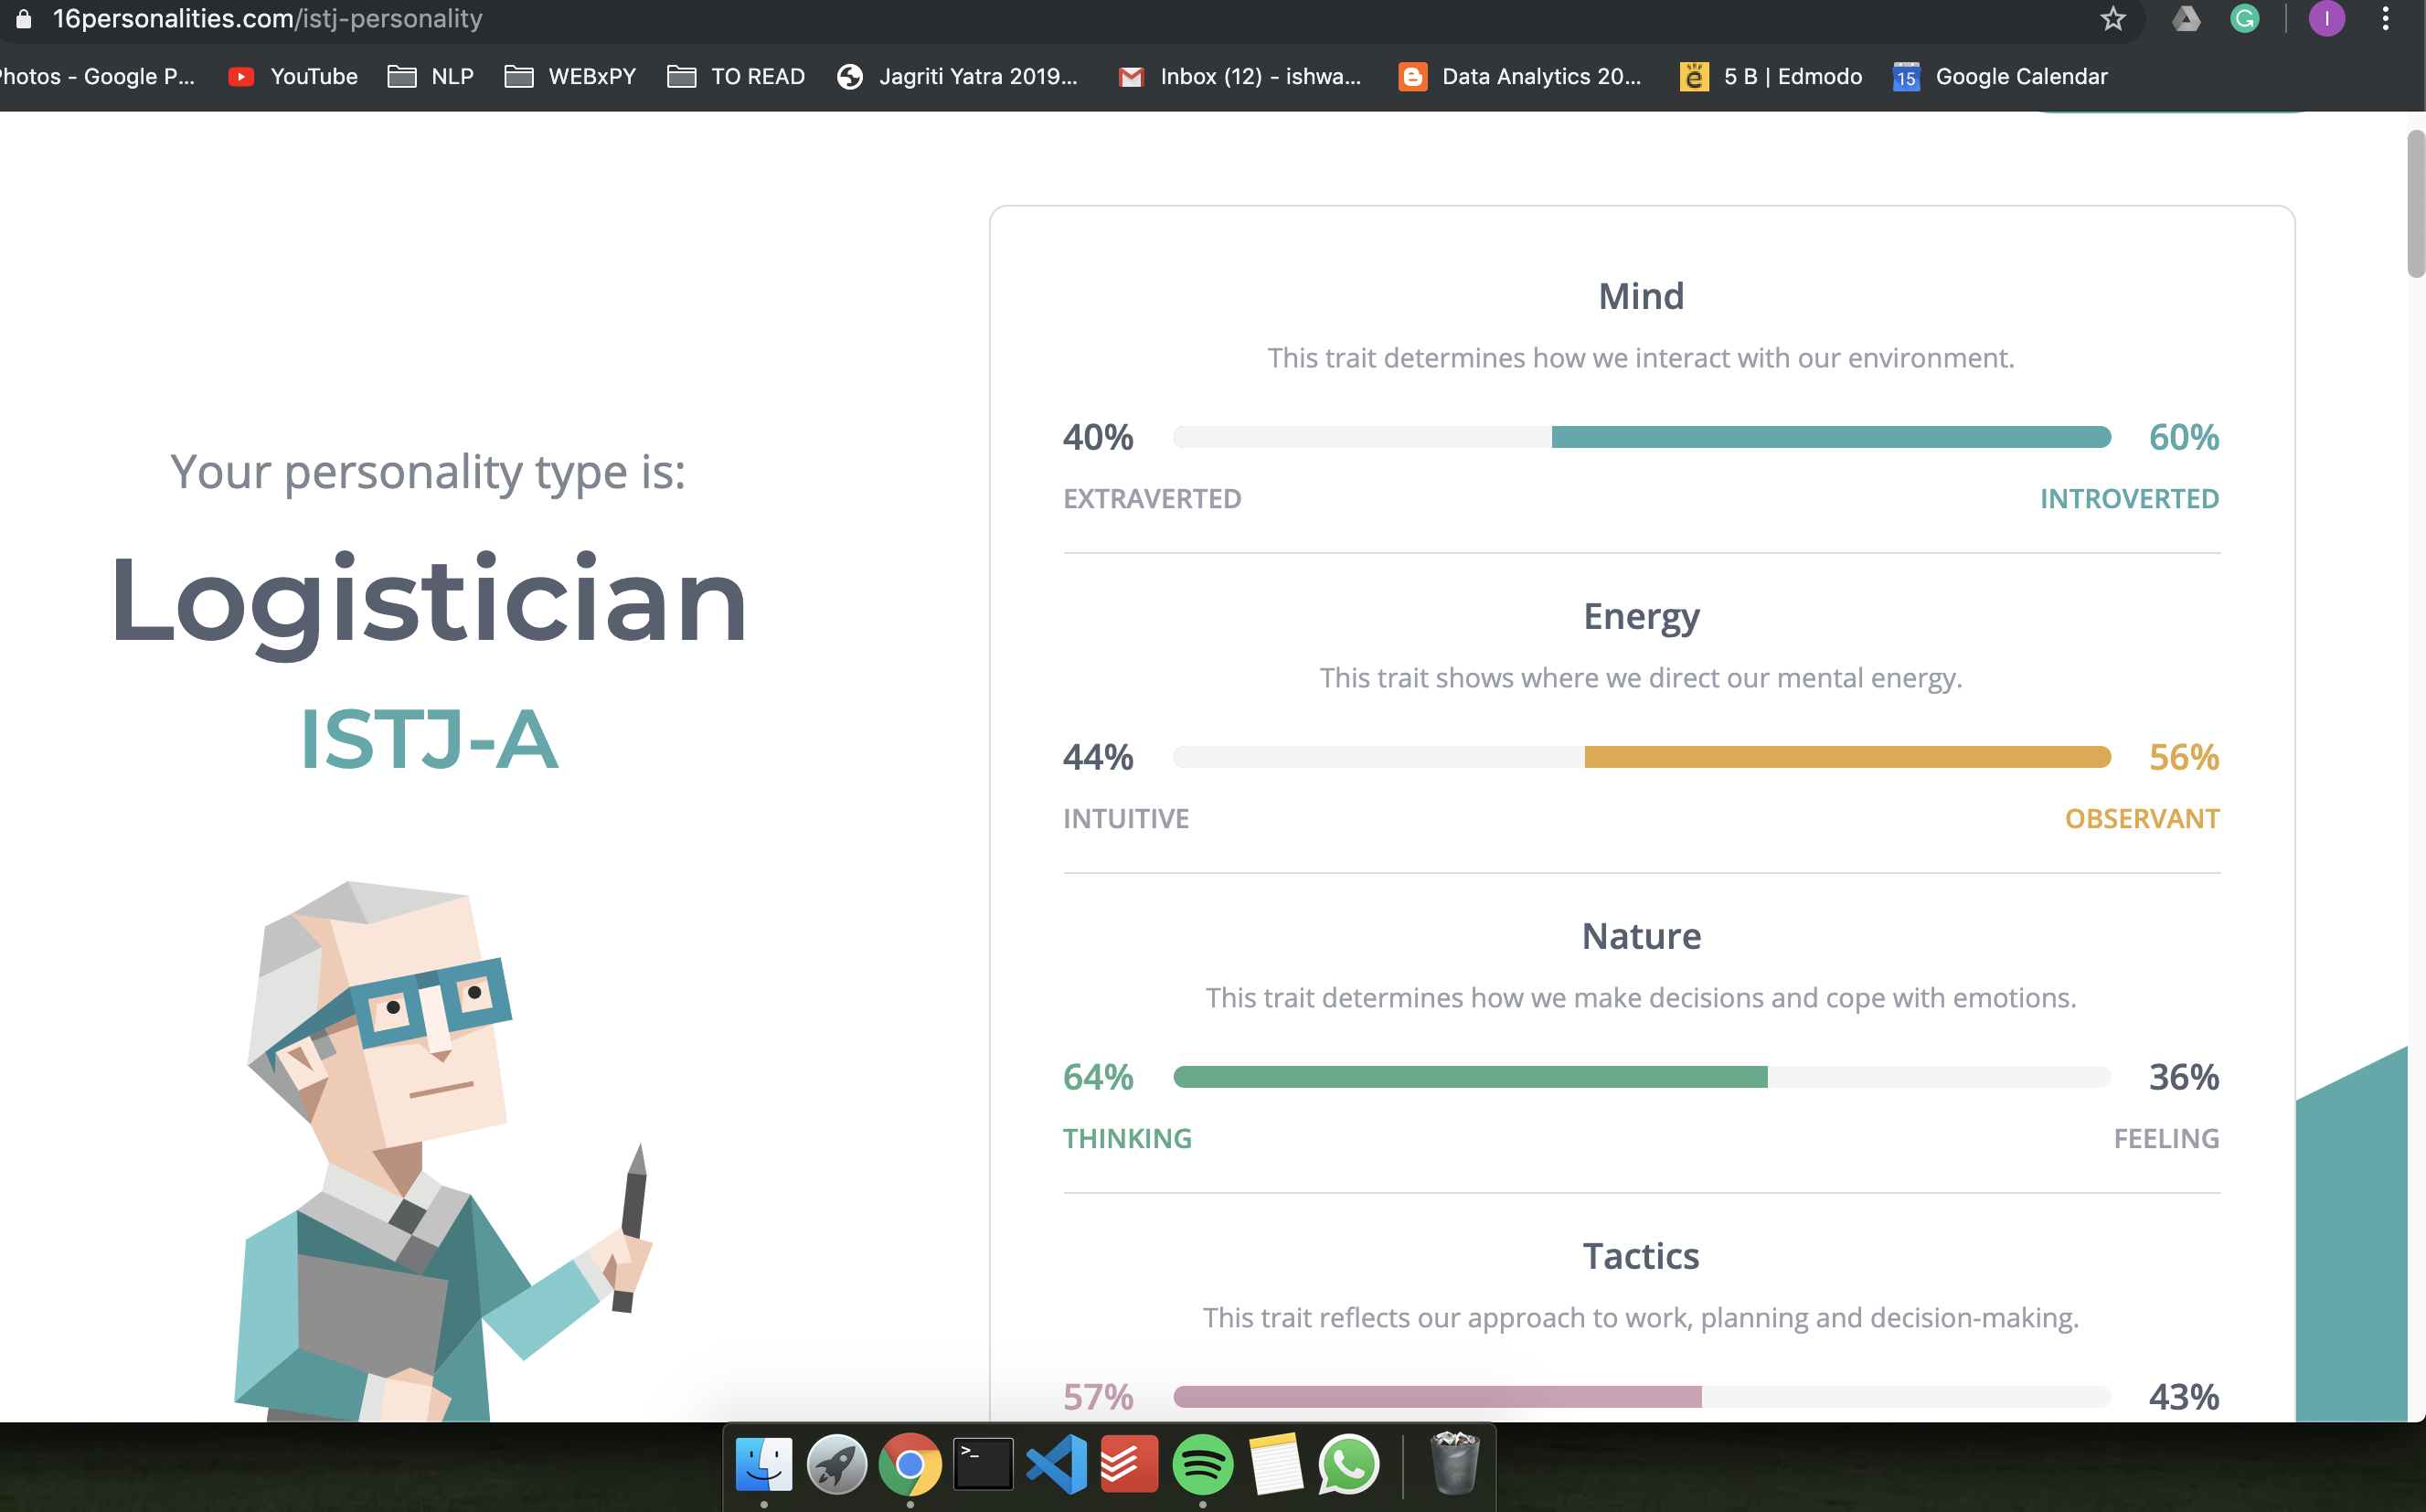 16personalities.com/istj-personality
Photos - Google P... YouTube NLP WEBxPY TO READ Jagriti Yatra 2019... Inbox (12) - ishwa... Data Analytics 20... 5 B | Edmodo 15 Google Calendar
Your personality type is:
Logistician
ISTJ-A
Mind
This trait determines how we interact with our environment.
40% 60%
EXTRAVERTED INTROVERTED
Energy
This trait shows where we direct our mental energy.
44% 56%
INTUITIVE OBSERVANT
Nature
This trait determines how we make decisions and cope with emotions.
64% 36%
THINKING FEELING
Tactics
This trait reflects our approach to work, planning and decision-making.
57% 43%